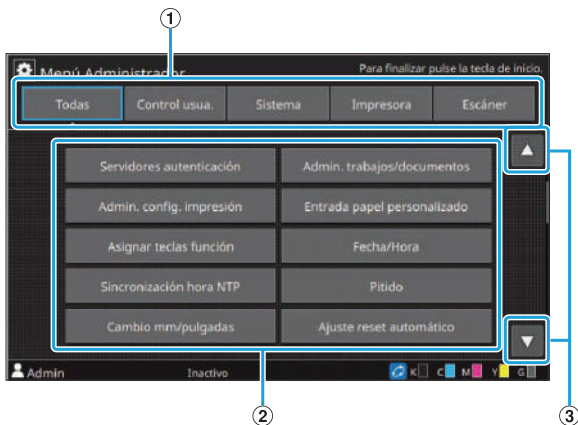 ①
Menú Administrador
Para finalizar pulse la tecla de inicio.
Todas Control usua. Sistema Impresora Escáner
Servidores autenticación Admin. trabajos/documentos
Admin. config. impresión Entrada papel personalizado
Asignar teclas función Fecha/Hora
Sincronización hora NTP Pitido
Cambio mm/pulgadas Ajuste reset automático
Admin Inactivo K C M Y G
② ③